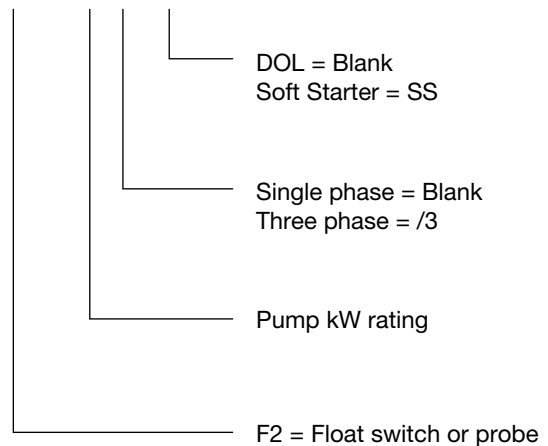 DOL = Blank
Soft Starter = SS
Single phase = Blank
Three phase = /3
Pump kW rating
F2 = Float switch or probe